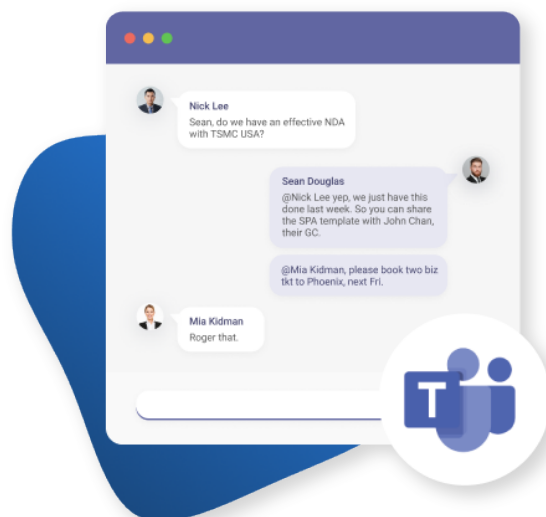 Nick Lee
Sean, do we have an effective NDA
with TSMC USA?
Sean Douglas
@Nick Lee yep, we just have this
done last week. So you can share
the SPA template with John Chan,
their GC.
@Mia Kidman, please book two biz
tkt to Phoenix, next Fri.
Mia Kidman
Roger that.
T